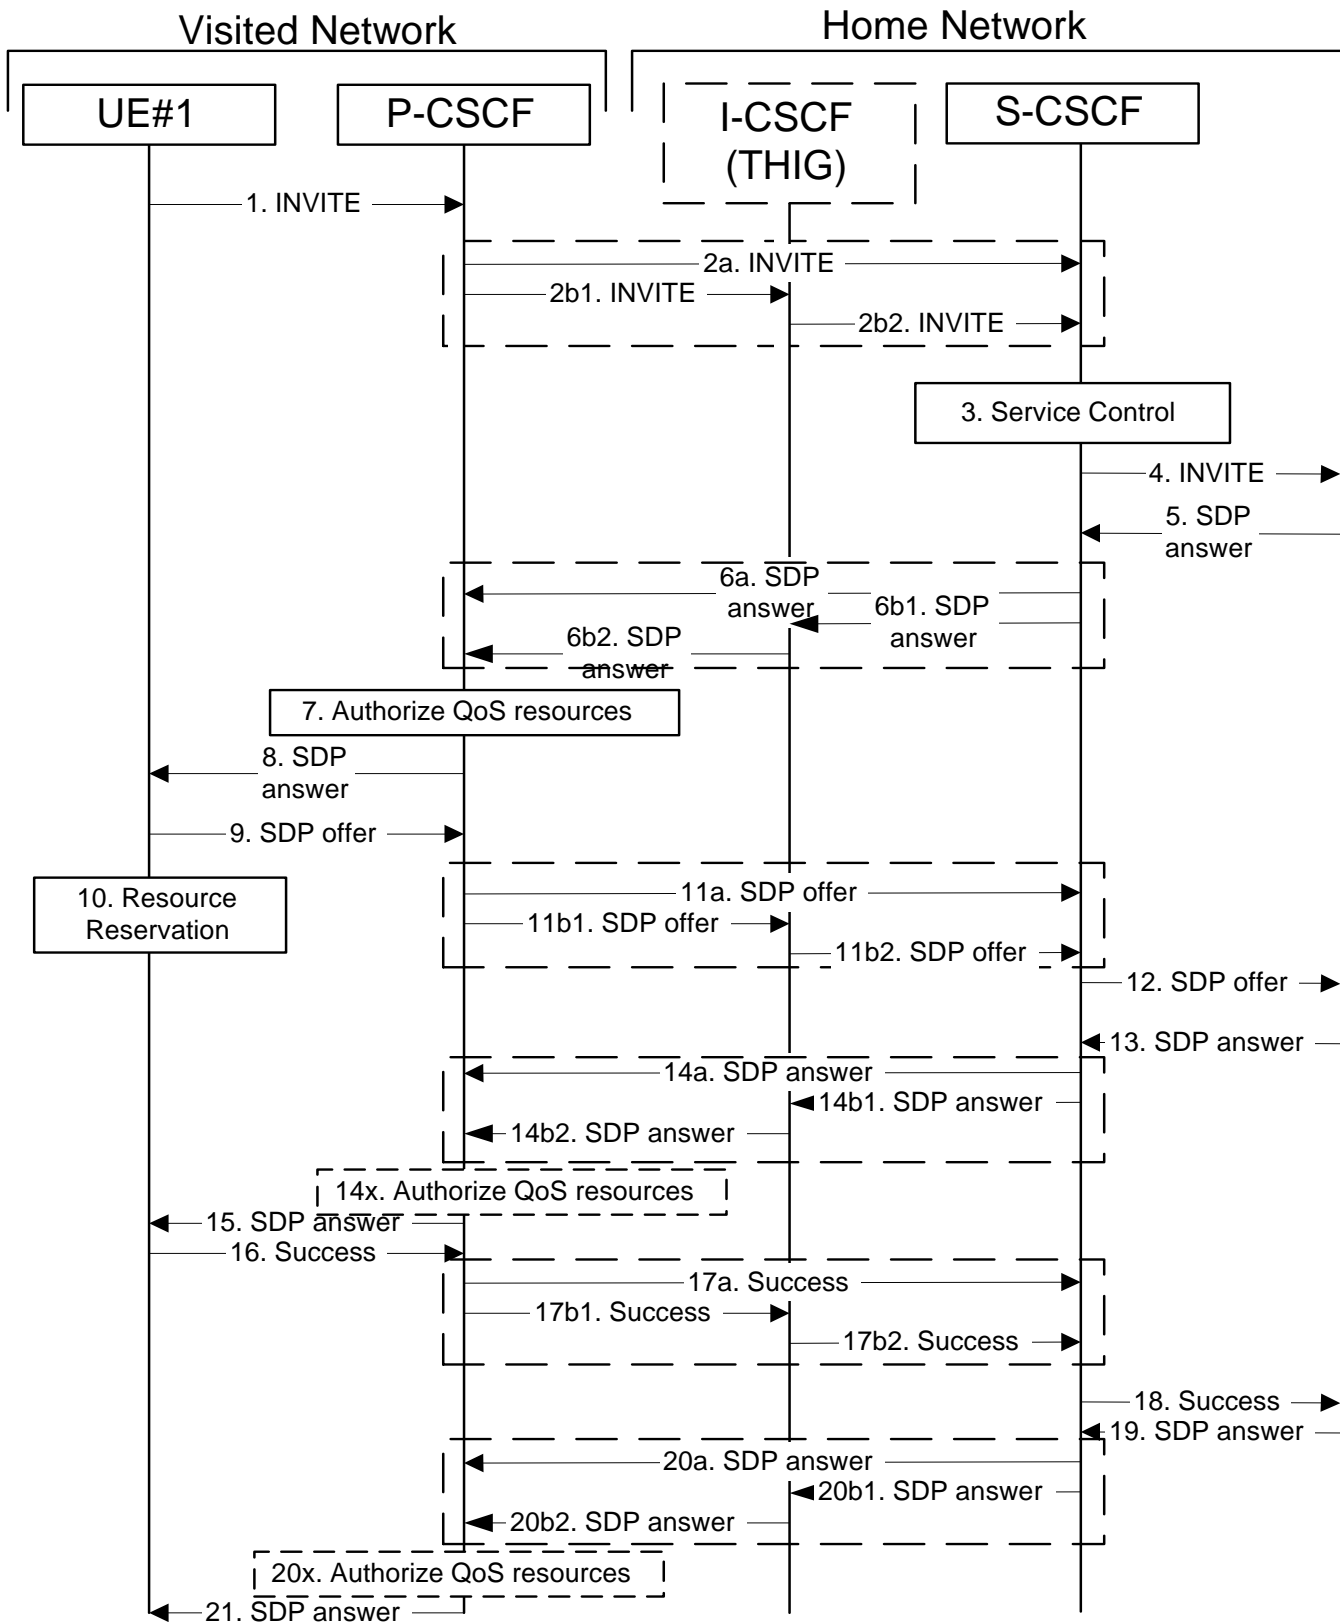 Visited Network
Home Network
UE#1
P-CSCF
I-CSCF
(THIG)
S-CSCF
1. INVITE
2a. INVITE
2b1. INVITE
2b2. INVITE
3. Service Control
4. INVITE
5. SDP
answer
6a. SDP
answer
6b1. SDP
answer
6b2. SDP
answer
7. Authorize QoS resources
8. SDP
answer
9. SDP offer
10. Resource
Reservation
11a. SDP offer
11b1. SDP offer
11b2. SDP offer
12. SDP offer
13. SDP answer
14a. SDP answer
14b1. SDP answer
14b2. SDP answer
14x. Authorize QoS resources
15. SDP answer
16. Success
17a. Success
17b1. Success
17b2. Success
18. Success
19. SDP answer
20a. SDP answer
20b1. SDP answer
20b2. SDP answer
20x. Authorize QoS resources
21. SDP answer